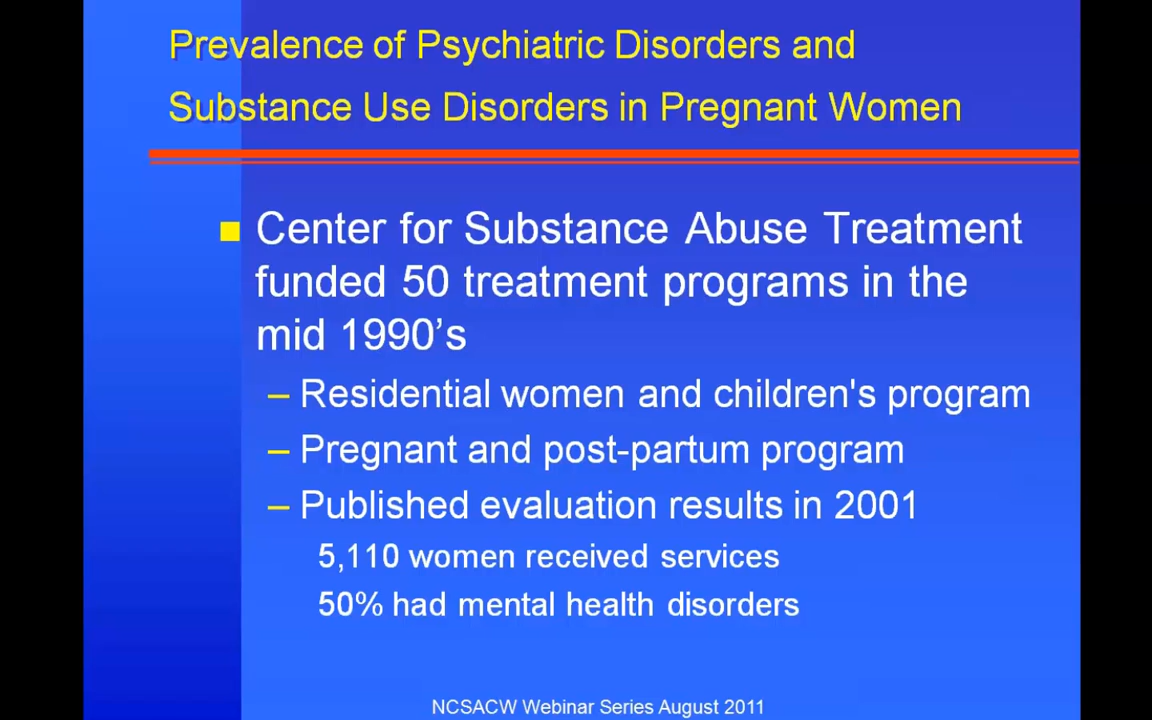 Prevalence of Psychiatric Disorders and
Substance Use Disorders in Pregnant Women
Center for Substance Abuse Treatment
funded 50 treatment programs in the
mid 1990’s
– Residential women and children's program
– Pregnant and post-partum program
– Published evaluation results in 2001
5,110 women received services
50% had mental health disorders
NCSACW Webinar Series August 2011